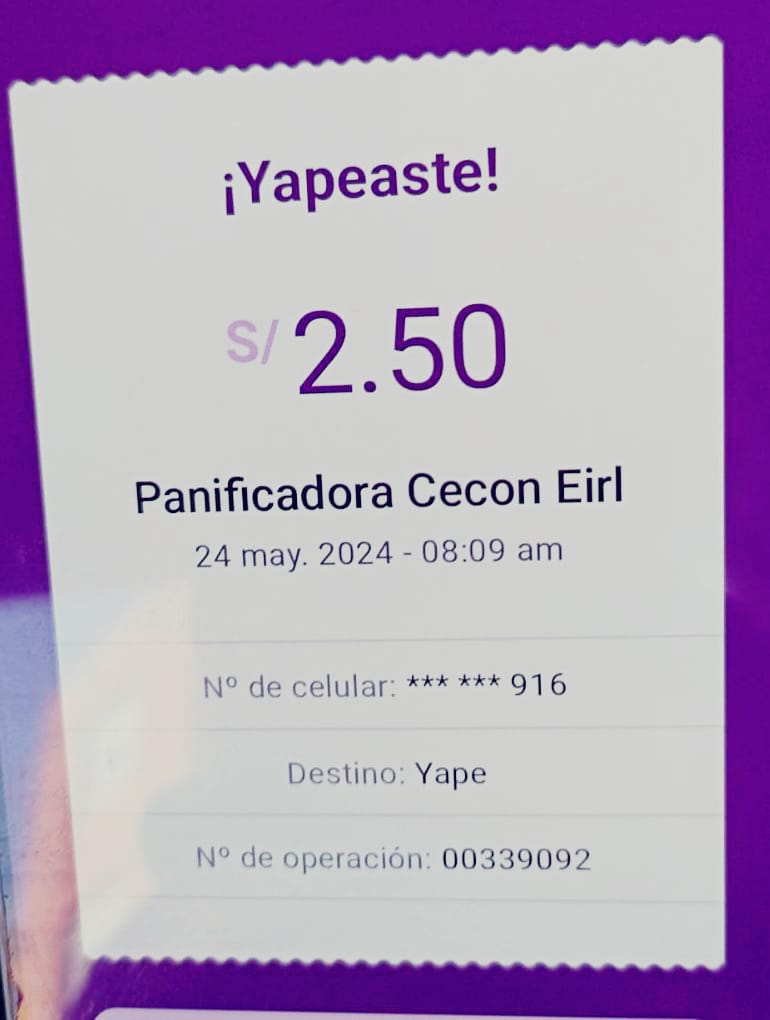 ¡Yapeaste!
S/ 2.50
Panificadora Cecon Eirl
24 may. 2024 - 08:09 am
Nº de celular: *** *** 916
Destino: Yape
Nº de operación: 00339092